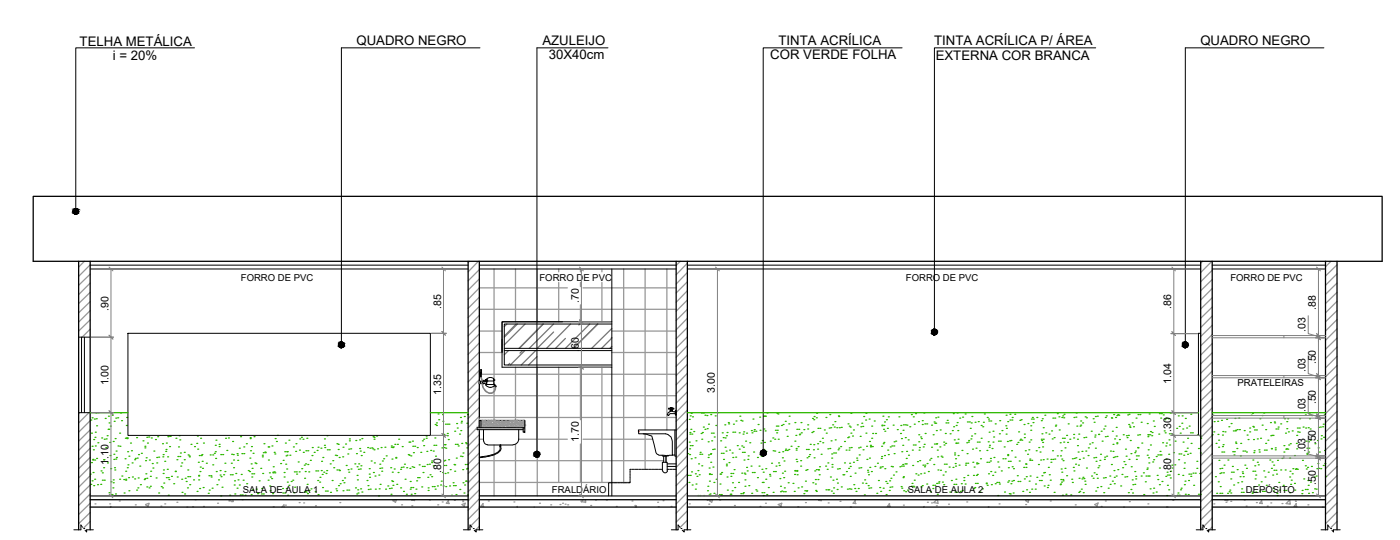 TELHA METÁLICA
i = 20%
QUADRO NEGRO
AZULEIJO
30X40cm
TINTA ACRÍLICA
COR VERDE FOLHA
TINTA ACRÍLICA P/ ÁREA
EXTERNA COR BRANCA
QUADRO NEGRO
FORRO DE PVC
FORRO DE PVC
FORRO DE PVC
FORRO DE PVC
.90
1.00
1.10
.85
1.35
.80
.70
.60
1.70
3.00
.86
1.04
.30
.80
.88
.03
.50
.03
PRATELEIRAS
.50
.03
.50
.03
.50
SALA DE AULA 1
FRALDÁRIO
SALA DE AULA 2
DEPÓSITO